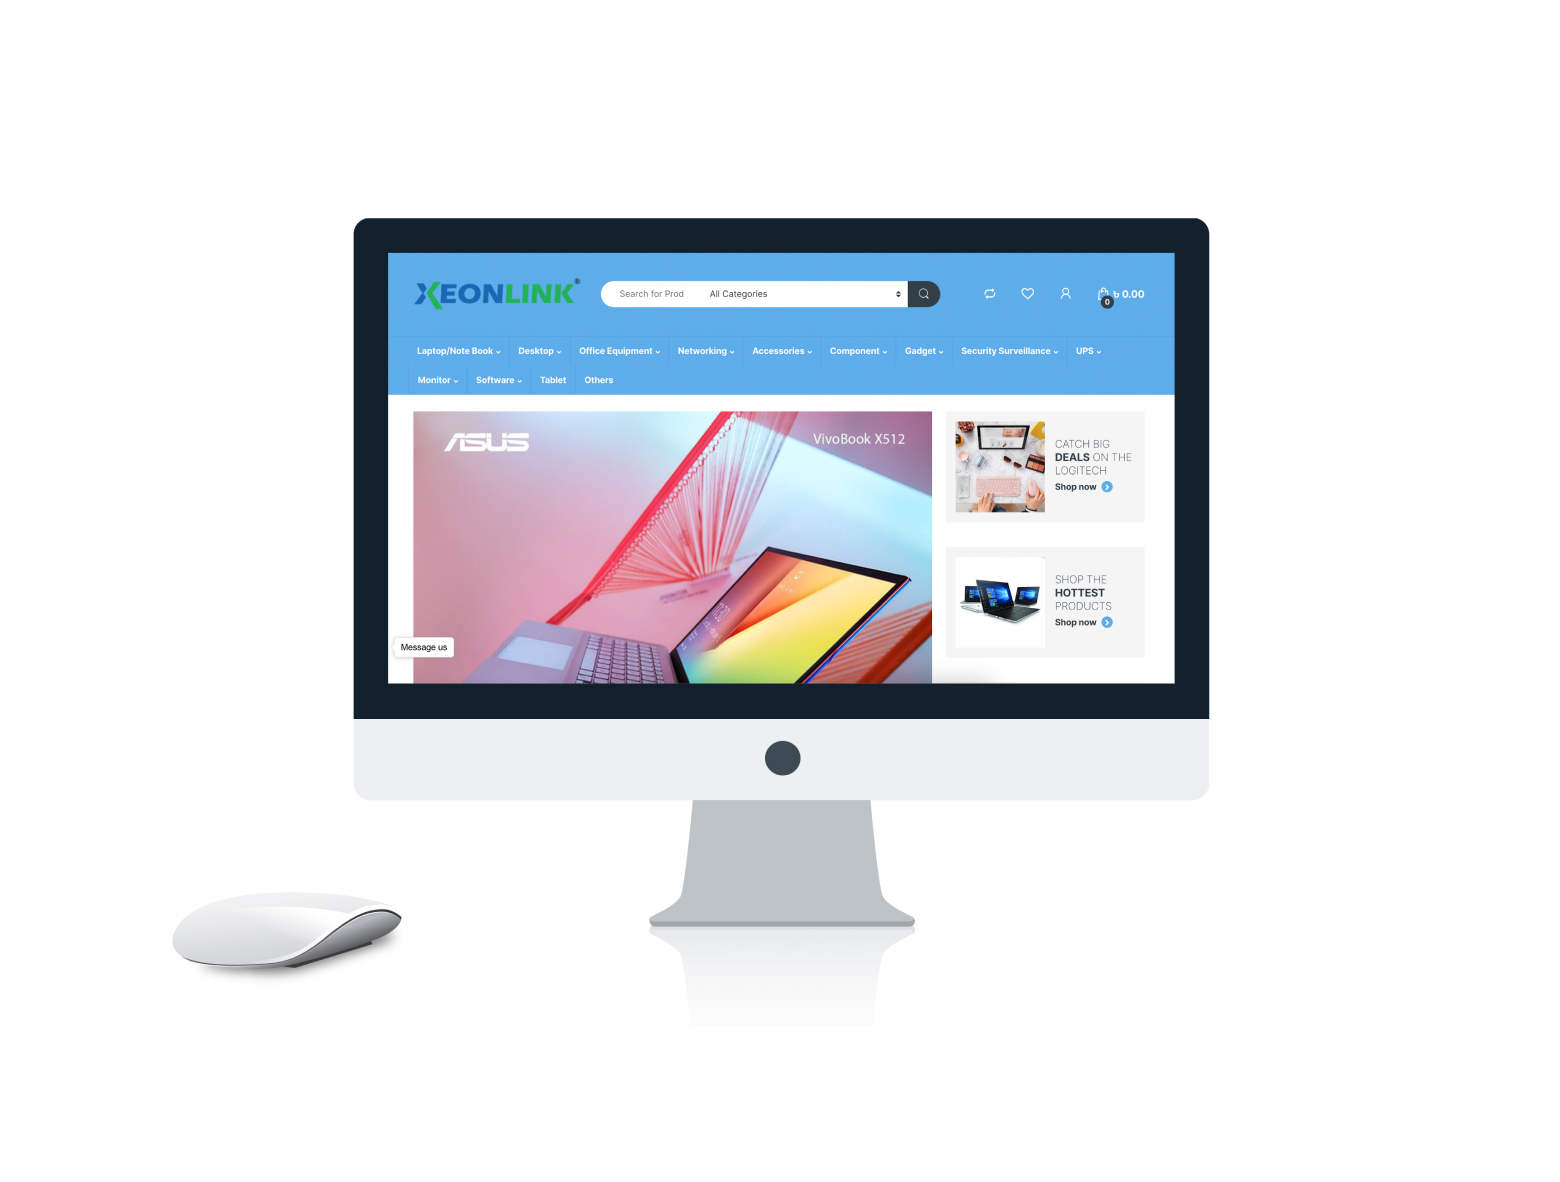 XEONLINK®
Search for Prod All Categories
0
৳ 0.00
Laptop/Note Book Desktop Office Equipment Networking Accessories Component Gadget Security Surveillance UPS
Monitor Software Tablet Others
ASUS
VivoBook X512
CATCH BIG
DEALS ON THE
LOGITECH
Shop now
SHOP THE
HOTTEST
PRODUCTS
Shop now
Message us